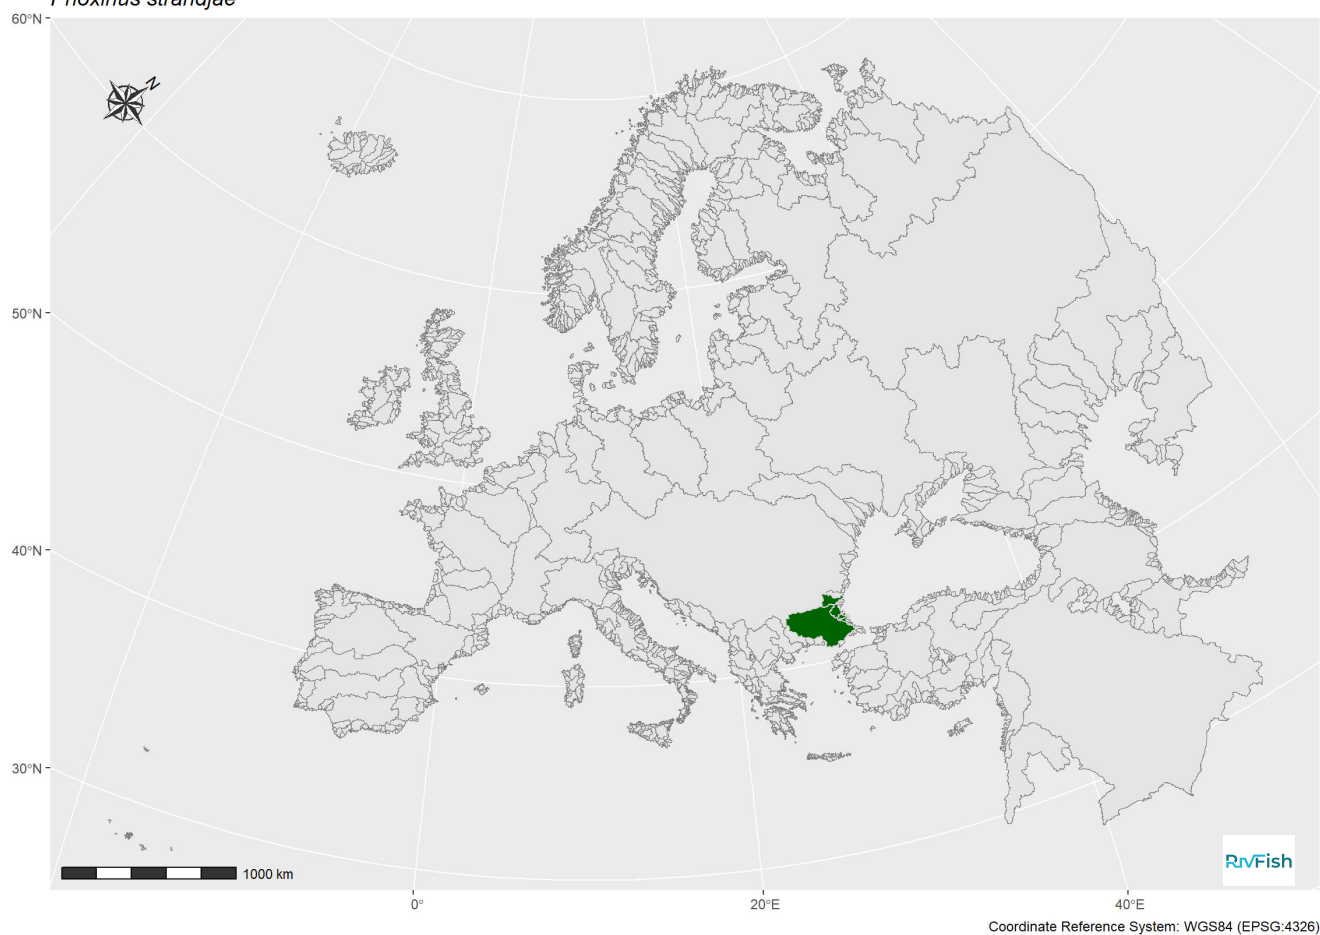 Phoxinus strandjae
60°N
N
50°N
40°N
30°N
1000 km
RIVFish
0°
20°E
40°E
Coordinate Reference System: WGS84 (EPSG:4326)